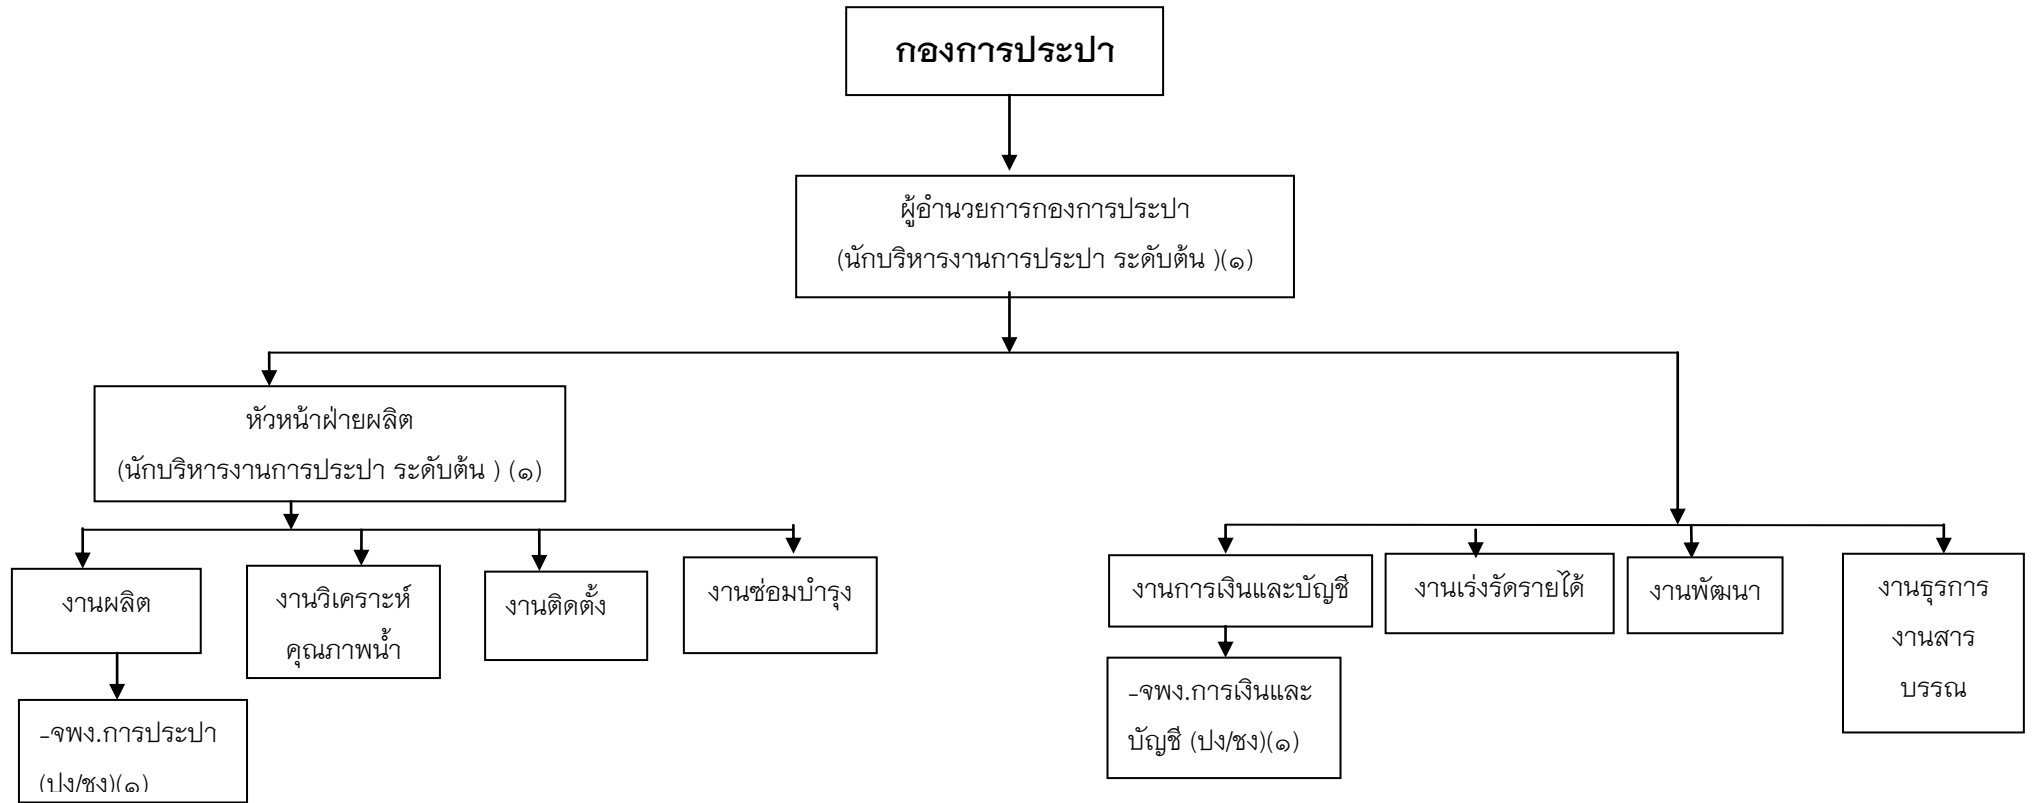 กองการประปา
ผู้อำนวยการกองการประปา
(นักบริหารงานการประปา ระดับต้น )(๑)
หัวหน้าฝ่ายผลิต
(นักบริหารงานการประปา ระดับต้น ) (๑)
งานผลิต
งานวิเคราะห์
คุณภาพน้ำ
งานติดตั้ง
งานซ่อมบำรุง
งานการเงินและบัญชี
งานเร่งรัดรายได้
งานพัฒนา
งานธุรการ
งานสาร
บรรณ
-จพง.การประปา
(ปง/ชง)(๑)
-จพง.การเงินและ
บัญชี (ปง/ชง)(๑)